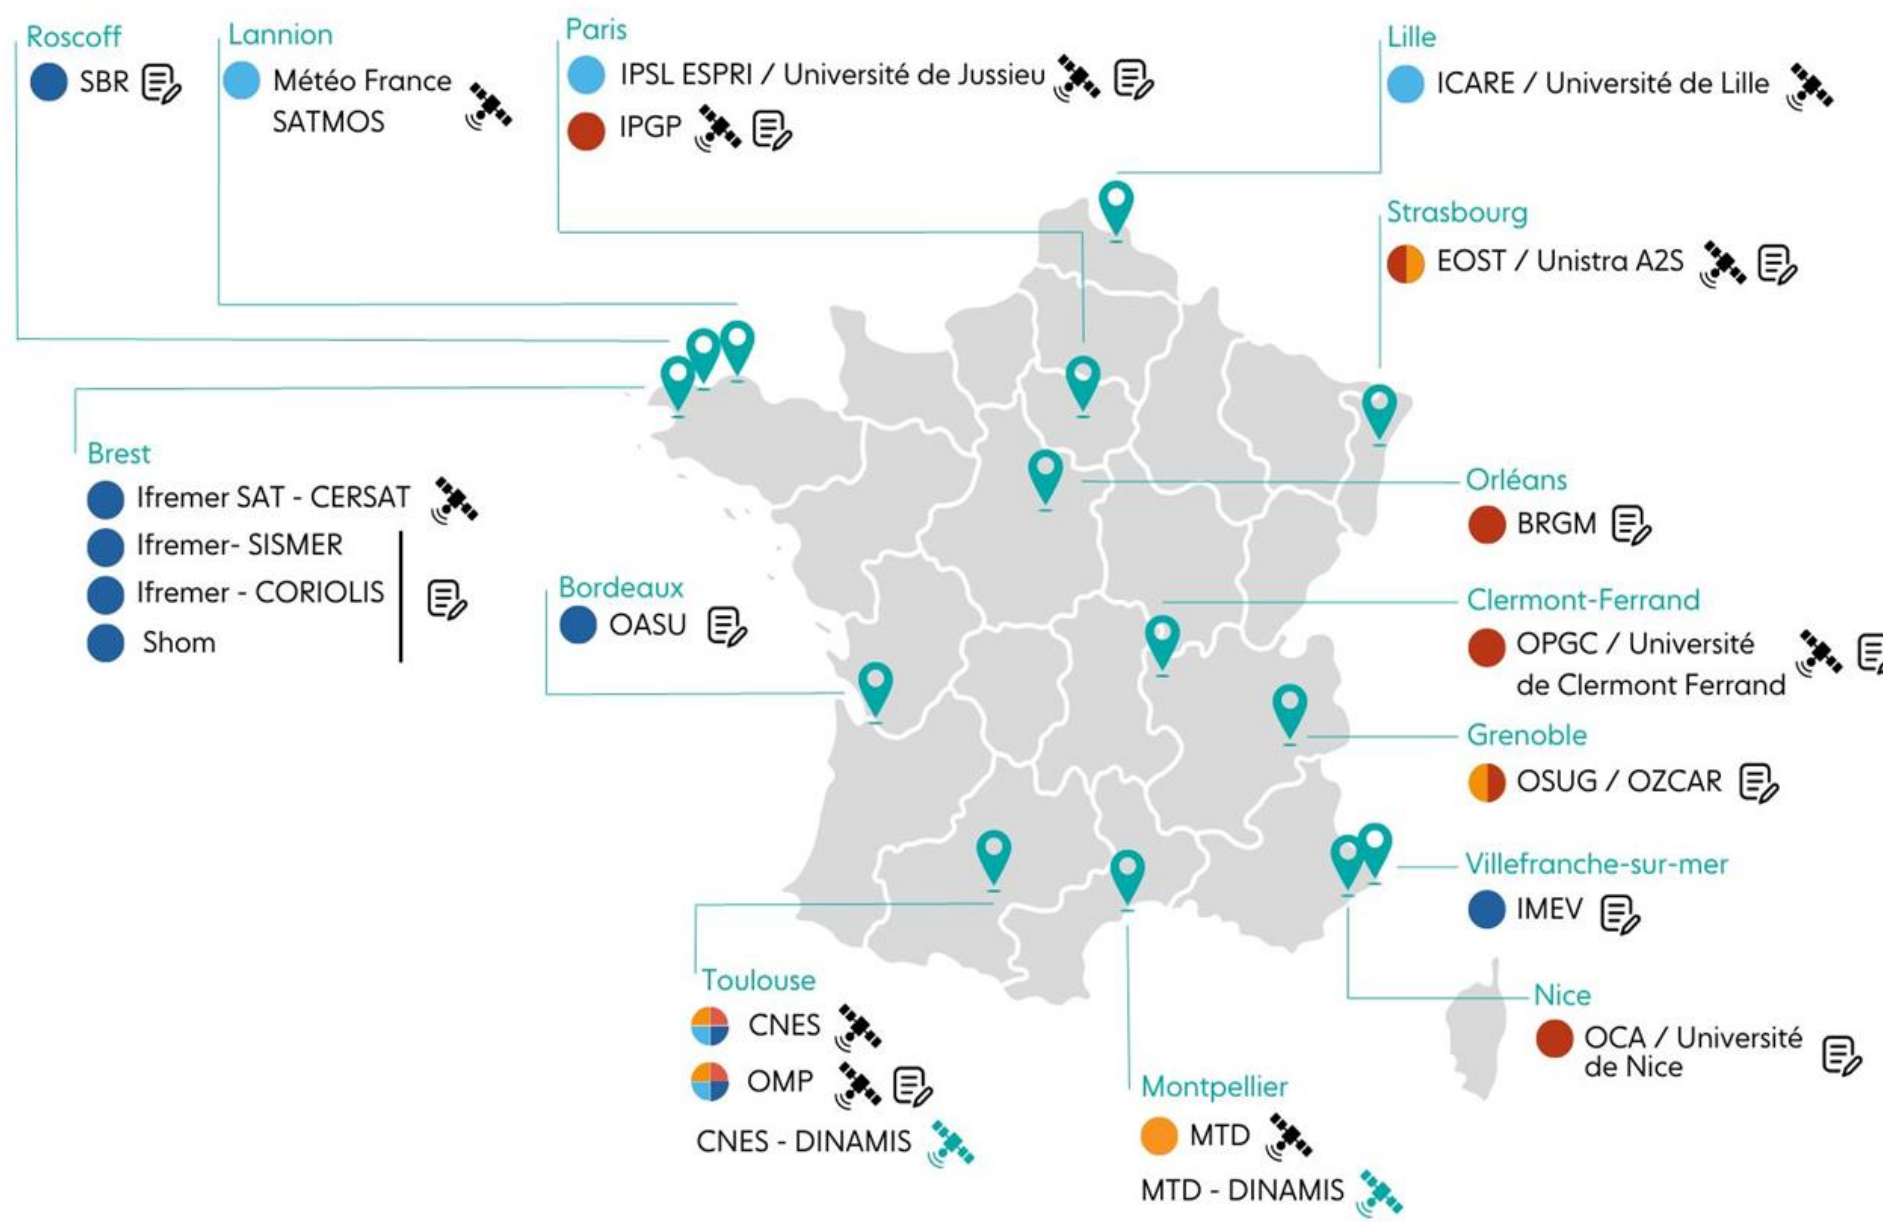 Roscoff
SBR
Lannion
Météo France
SATMOS
Paris
IPSL ESPRI / Université de Jussieu
IPGP
Lille
ICARE / Université de Lille
Strasbourg
EOST / Unistra A2S
Brest
Ifremer SAT - CERSAT
Ifremer- SISMER
Ifremer - CORIOLIS
Shom
Bordeaux
OASU
Orléans
BRGM
Clermont-Ferrand
OPGC / Université
de Clermont Ferrand
Grenoble
OSUG / OZCAR
Villefranche-sur-mer
IMEV
Nice
OCA / Université
de Nice
Toulouse
CNES
OMP
CNES - DINAMIS
Montpellier
MTD
MTD - DINAMIS